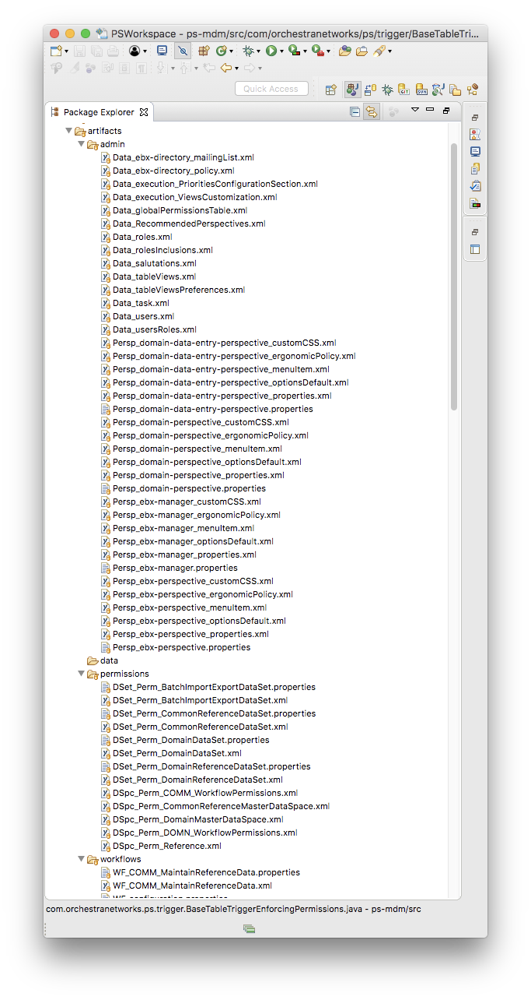 PSWorkspace - ps-mdm/src/com/orchestranetworks/ps/trigger/BaseTableTri...
Quick Access
Package Explorer
artifacts
admin
Data_ebx-directory_mailingList.xml
Data_ebx-directory_policy.xml
Data_execution_PrioritiesConfigurationSection.xml
Data_execution_ViewsCustomization.xml
Data_globalPermissionsTable.xml
Data_RecommendedPerspectives.xml
Data_roles.xml
Data_rolesInclusions.xml
Data_salutations.xml
Data_tableViews.xml
Data_tableViewsPreferences.xml
Data_task.xml
Data_users.xml
Data_usersRoles.xml
Persp_domain-data-entry-perspective_customCSS.xml
Persp_domain-data-entry-perspective_ergonomicPolicy.xml
Persp_domain-data-entry-perspective_menuItem.xml
Persp_domain-data-entry-perspective_optionsDefault.xml
Persp_domain-data-entry-perspective_properties.xml
Persp_domain-data-entry-perspective.properties
Persp_domain-perspective_customCSS.xml
Persp_domain-perspective_ergonomicPolicy.xml
Persp_domain-perspective_menuItem.xml
Persp_domain-perspective_optionsDefault.xml
Persp_domain-perspective_properties.xml
Persp_domain-perspective.properties
Persp_ebx-manager_customCSS.xml
Persp_ebx-manager_ergonomicPolicy.xml
Persp_ebx-manager_menuItem.xml
Persp_ebx-manager_optionsDefault.xml
Persp_ebx-manager_properties.xml
Persp_ebx-manager.properties
Persp_ebx-perspective_customCSS.xml
Persp_ebx-perspective_ergonomicPolicy.xml
Persp_ebx-perspective_menuItem.xml
Persp_ebx-perspective_optionsDefault.xml
Persp_ebx-perspective_properties.xml
Persp_ebx-perspective.properties
data
permissions
DSet_Perm_BatchImportExportDataSet.properties
DSet_Perm_BatchImportExportDataSet.xml
DSet_Perm_CommonReferenceDataSet.properties
DSet_Perm_CommonReferenceDataSet.xml
DSet_Perm_DomainDataSet.properties
DSet_Perm_DomainDataSet.xml
DSet_Perm_DomainReferenceDataSet.properties
DSet_Perm_DomainReferenceDataSet.xml
DSpc_Perm_COMM_WorkflowPermissions.xml
DSpc_Perm_CommonReferenceMasterDataSpace.xml
DSpc_Perm_DomainMasterDataSpace.xml
DSpc_Perm_DOMN_WorkflowPermissions.xml
DSpc_Perm_Reference.xml
workflows
WF_COMM_MaintainReferenceData.properties
WF_COMM_MaintainReferenceData.xml
WF_configuration.properties
com.orchestranetworks.ps.trigger.BaseTableTriggerEnforcingPermissions.java - ps-mdm/src